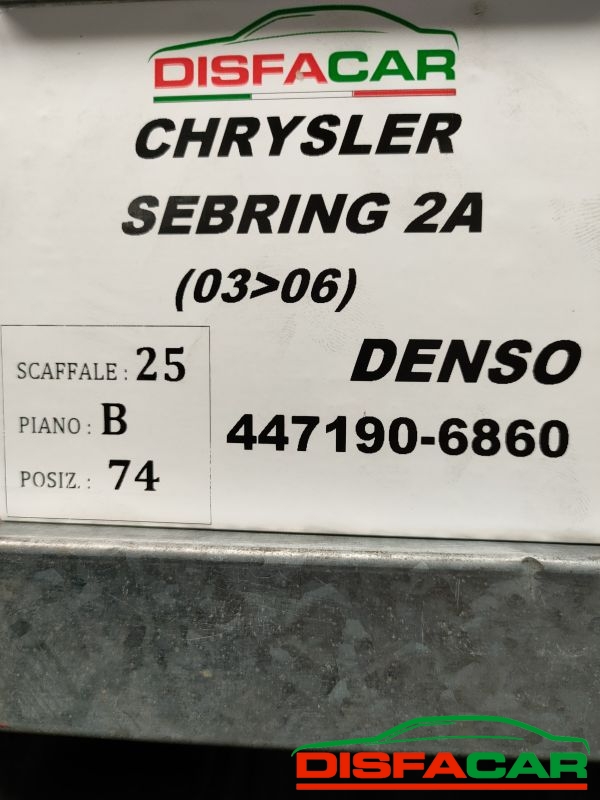 DISFACAR
CHRYSLER
SEBRING 2A
(03>06)
DENSO
447190-6860
SCAFFALE : 25
PIANO : B
POSIZ. : 74
DISFACAR